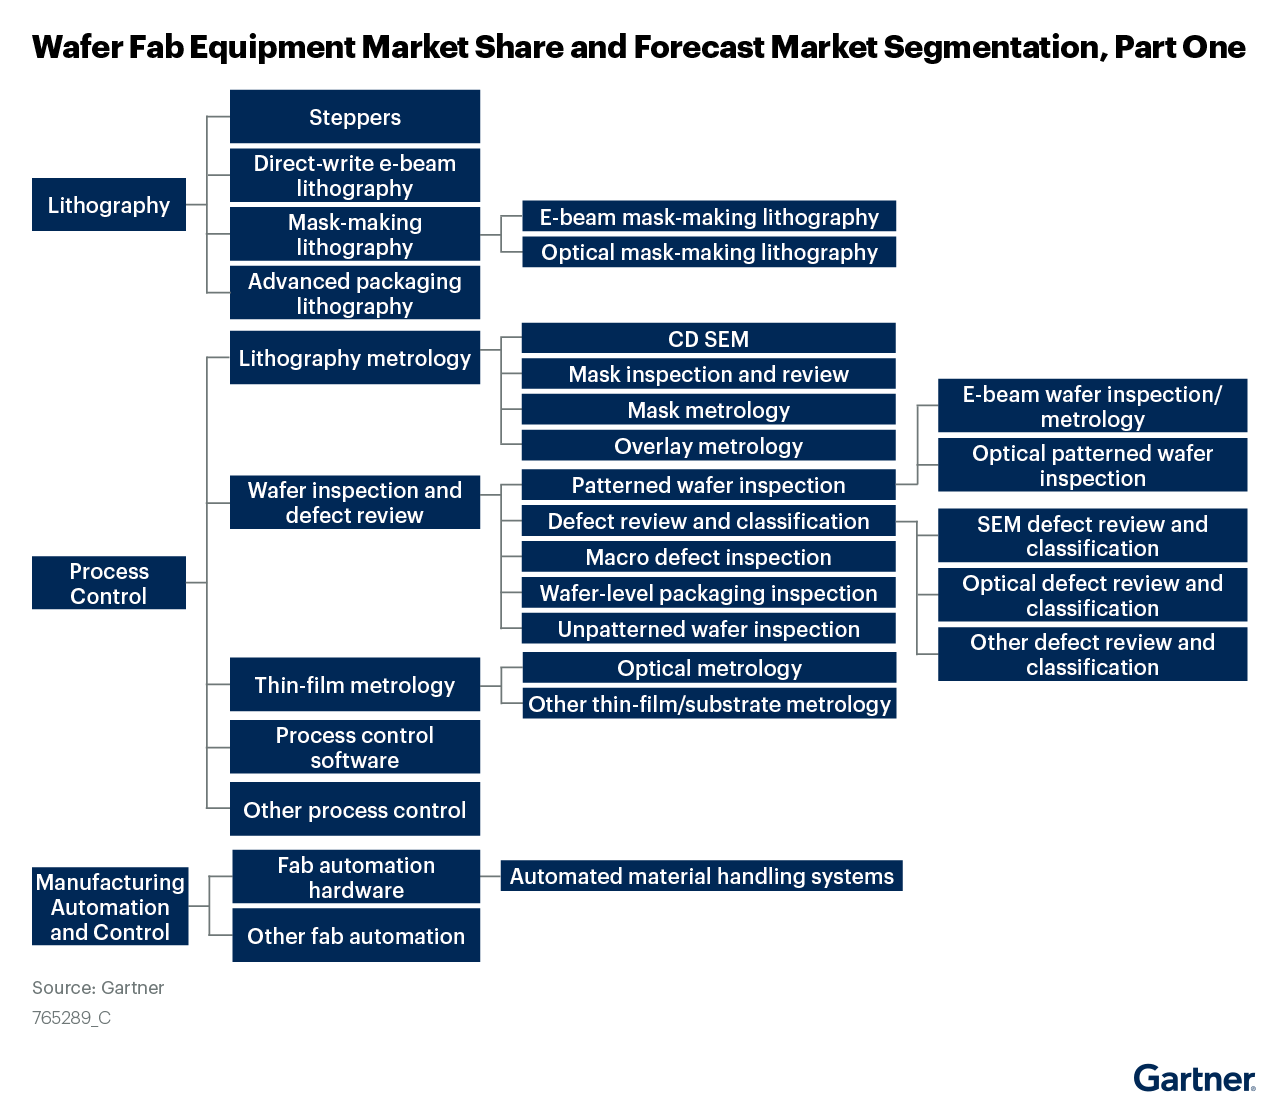 Wafer Fab Equipment Market Share and Forecast Market Segmentation, Part One
Lithography
Steppers
Direct-write e-beam
lithography
Mask-making
lithography
E-beam mask-making lithography
Optical mask-making lithography
Advanced packaging
lithography
Process
Control
Lithography metrology
CD SEM
Mask inspection and review
Mask metrology
Overlay metrology
Wafer inspection and
defect review
Patterned wafer inspection
E-beam wafer inspection/
metrology
Optical patterned wafer
inspection
Defect review and classification
SEM defect review and
classification
Optical defect review and
classification
Other defect review and
classification
Macro defect inspection
Wafer-level packaging inspection
Unpatterned wafer inspection
Thin-film metrology
Optical metrology
Other thin-film/substrate metrology
Process control
software
Other process control
Manufacturing
Automation
and Control
Fab automation
hardware
Automated material handling systems
Other fab automation
Source: Gartner
765289_C
Gartner®